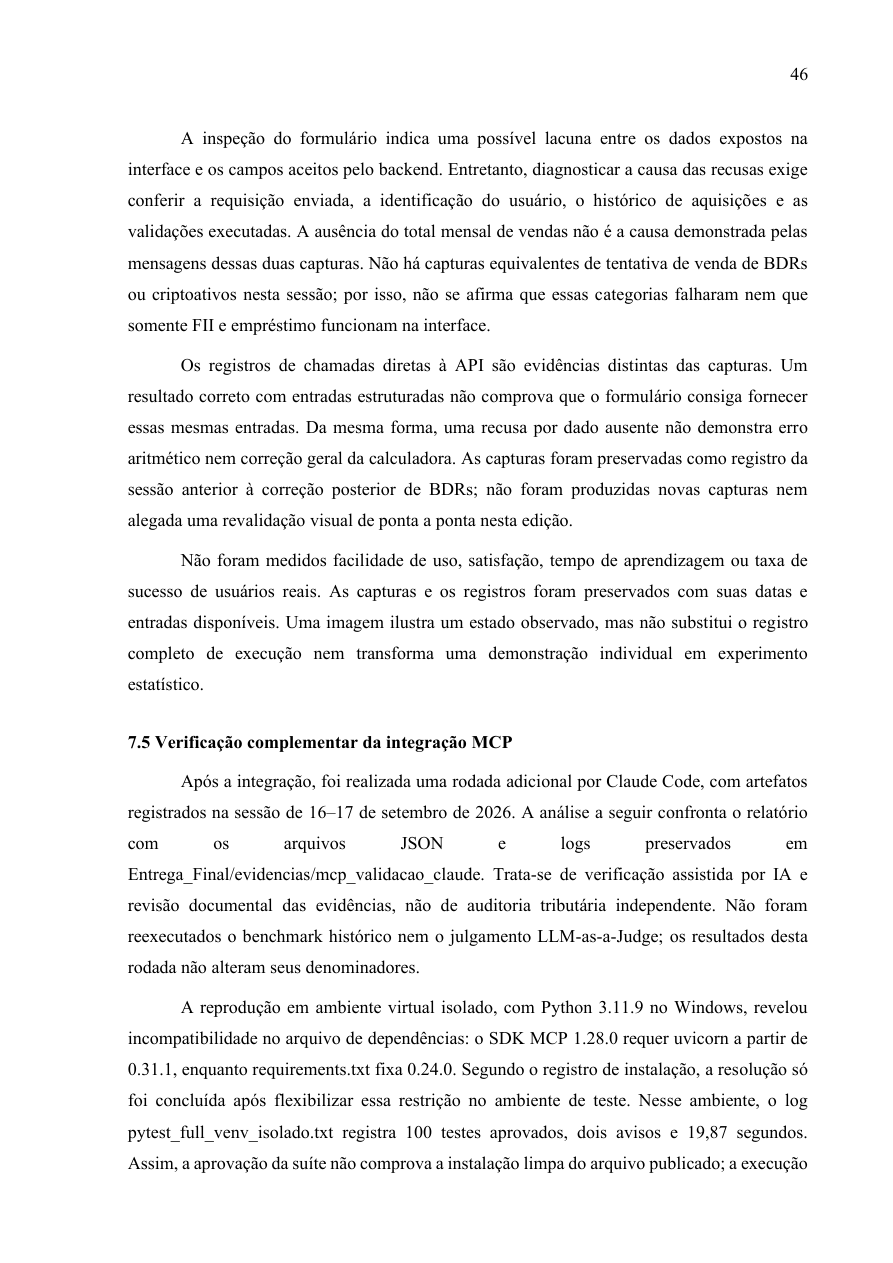 46
A inspeção do formulário indica uma possível lacuna entre os dados expostos na
interface e os campos aceitos pelo backend. Entretanto, diagnosticar a causa das recusas exige
conferir a requisição enviada, a identificação do usuário, o histórico de aquisições e as
validações executadas. A ausência do total mensal de vendas não é a causa demonstrada pelas
mensagens dessas duas capturas. Não há capturas equivalentes de tentativa de venda de BDRs
ou criptoativos nesta sessão; por isso, não se afirma que essas categorias falharam nem que
somente FII e empréstimo funcionam na interface.
Os registros de chamadas diretas à API são evidências distintas das capturas. Um
resultado correto com entradas estruturadas não comprova que o formulário consiga fornecer
essas mesmas entradas. Da mesma forma, uma recusa por dado ausente não demonstra erro
aritmético nem correção geral da calculadora. As capturas foram preservadas como registro da
sessão anterior à correção posterior de BDRs; não foram produzidas novas capturas nem
alegada uma revalidação visual de ponta a ponta nesta edição.
Não foram medidos facilidade de uso, satisfação, tempo de aprendizagem ou taxa de
sucesso de usuários reais. As capturas e os registros foram preservados com suas datas e
entradas disponíveis. Uma imagem ilustra um estado observado, mas não substitui o registro
completo de execução nem transforma uma demonstração individual em experimento
estatístico.
7.5 Verificação complementar da integração MCP
Após a integração, foi realizada uma rodada adicional por Claude Code, com artefatos
registrados na sessão de 16–17 de setembro de 2026. A análise a seguir confronta o relatório
com os arquivos JSON e logs preservados em
Entrega_Final/evidencias/mcp_validacao_claude. Trata-se de verificação assistida por IA e
revisão documental das evidências, não de auditoria tributária independente. Não foram
reexecutados o benchmark histórico nem o julgamento LLM-as-a-Judge; os resultados desta
rodada não alteram seus denominadores.
A reprodução em ambiente virtual isolado, com Python 3.11.9 no Windows, revelou
incompatibilidade no arquivo de dependências: o SDK MCP 1.28.0 requer uvicorn a partir de
0.31.1, enquanto requirements.txt fixa 0.24.0. Segundo o registro de instalação, a resolução só
foi concluída após flexibilizar essa restrição no ambiente de teste. Nesse ambiente, o log
pytest_full_venv_isolado.txt registra 100 testes aprovados, dois avisos e 19,87 segundos.
Assim, a aprovação da suíte não comprova a instalação limpa do arquivo publicado; a execução